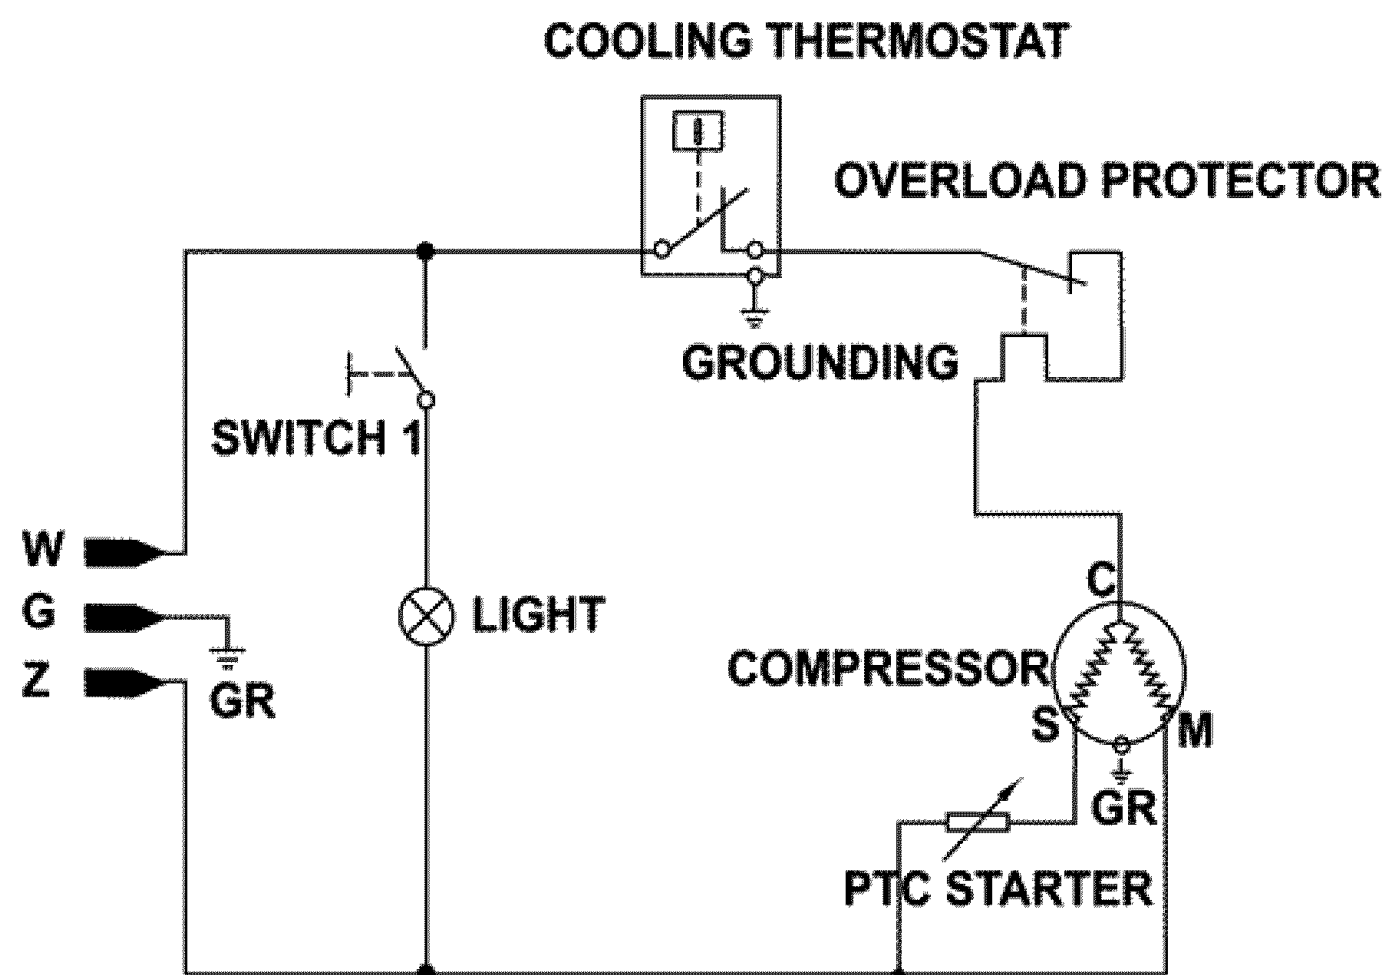 COOLING THERMOSTAT
OVERLOAD PROTECTOR
GROUNDING
SWITCH 1
W
G
LIGHT
C
Z
GR
COMPRESSOR
S
M
GR
PTC STARTER